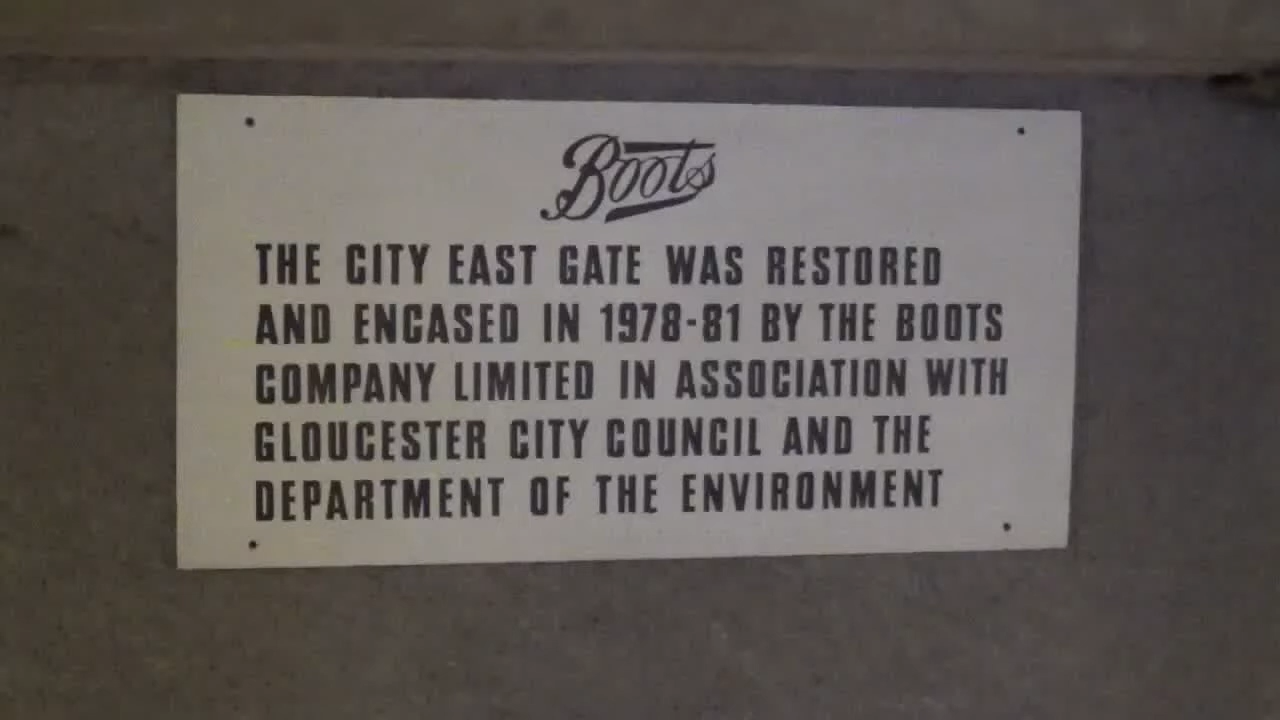 Boots
THE CITY EAST GATE WAS RESTORED
AND ENCASED IN 1978-81 BY THE BOOTS
COMPANY LIMITED IN ASSOCIATION WITH
GLOUCESTER CITY COUNCIL AND THE
DEPARTMENT OF THE ENVIRONMENT